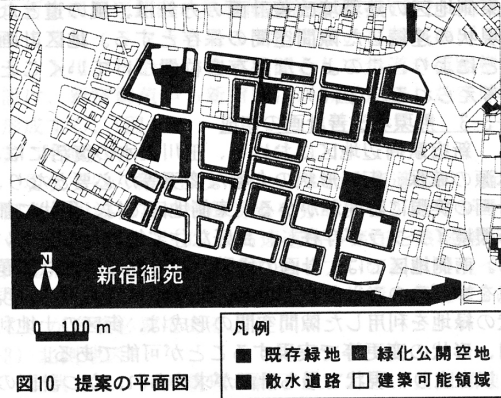 N
新宿御苑
0 100 m
図10 提案の平面図
凡例
■ 既存緑地 ■ 緑化公開空地
■ 散水道路 □ 建築可能領域